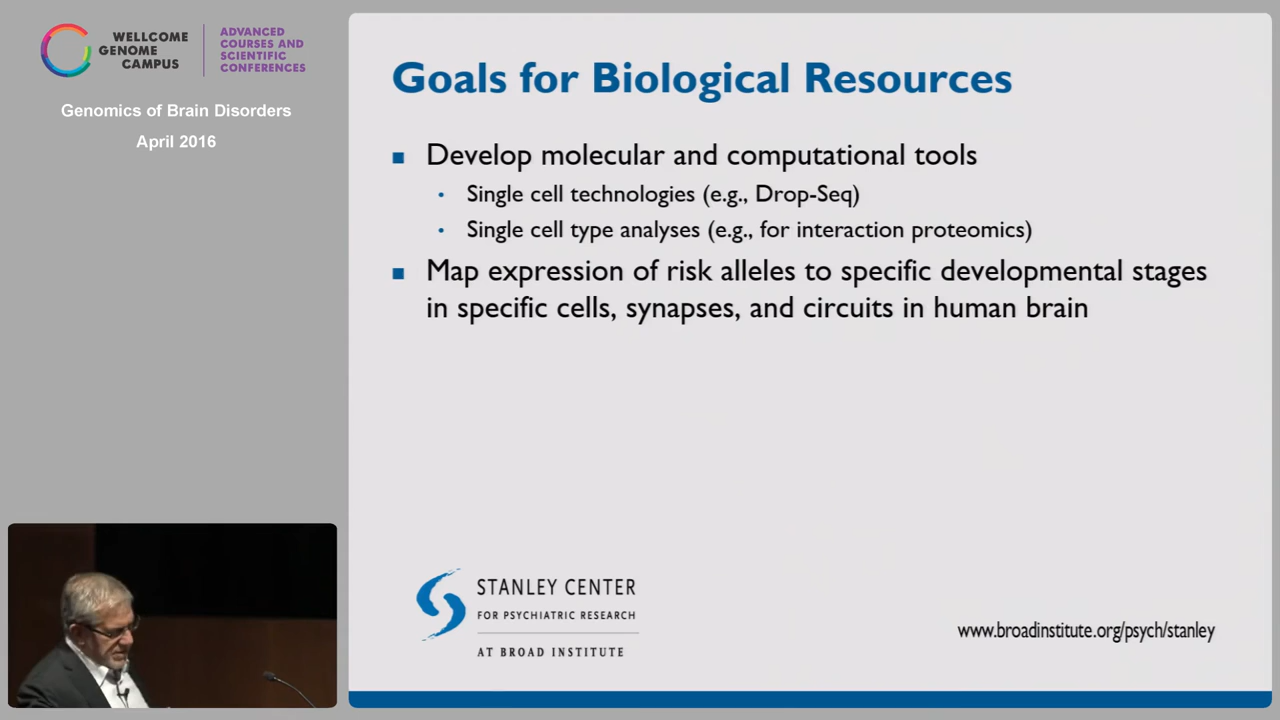 WELLCOME
GENOME
CAMPUS
ADVANCED
COURSES AND
SCIENTIFIC
CONFERENCES
Genomics of Brain Disorders
April 2016
Goals for Biological Resources
Develop molecular and computational tools
Single cell technologies (e.g., Drop-Seq)
Single cell type analyses (e.g., for interaction proteomics)
Map expression of risk alleles to specific developmental stages
in specific cells, synapses, and circuits in human brain
STANLEY CENTER
FOR PSYCHIATRIC RESEARCH
AT BROAD INSTITUTE
www.broadinstitute.org/psych/stanley